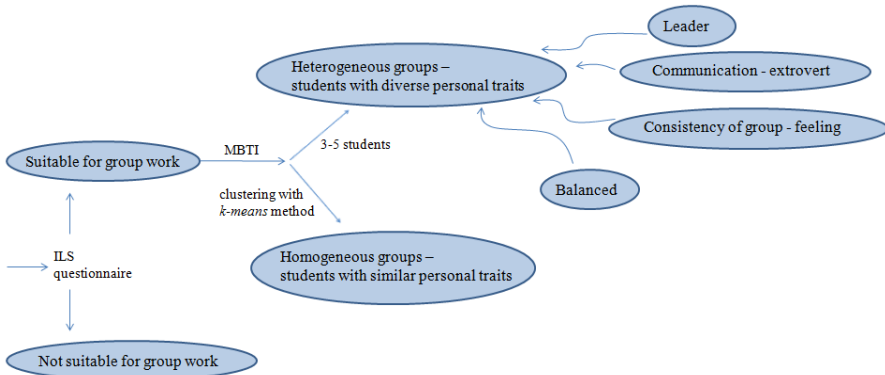 Leader
Heterogeneous groups –
students with diverse personal traits
Communication - extrovert
Consistency of group - feeling
MBTI
3-5 students
Suitable for group work
Balanced
clustering with
k-means method
ILS
questionnaire
Homogeneous groups –
students with similar personal traits
Not suitable for group work